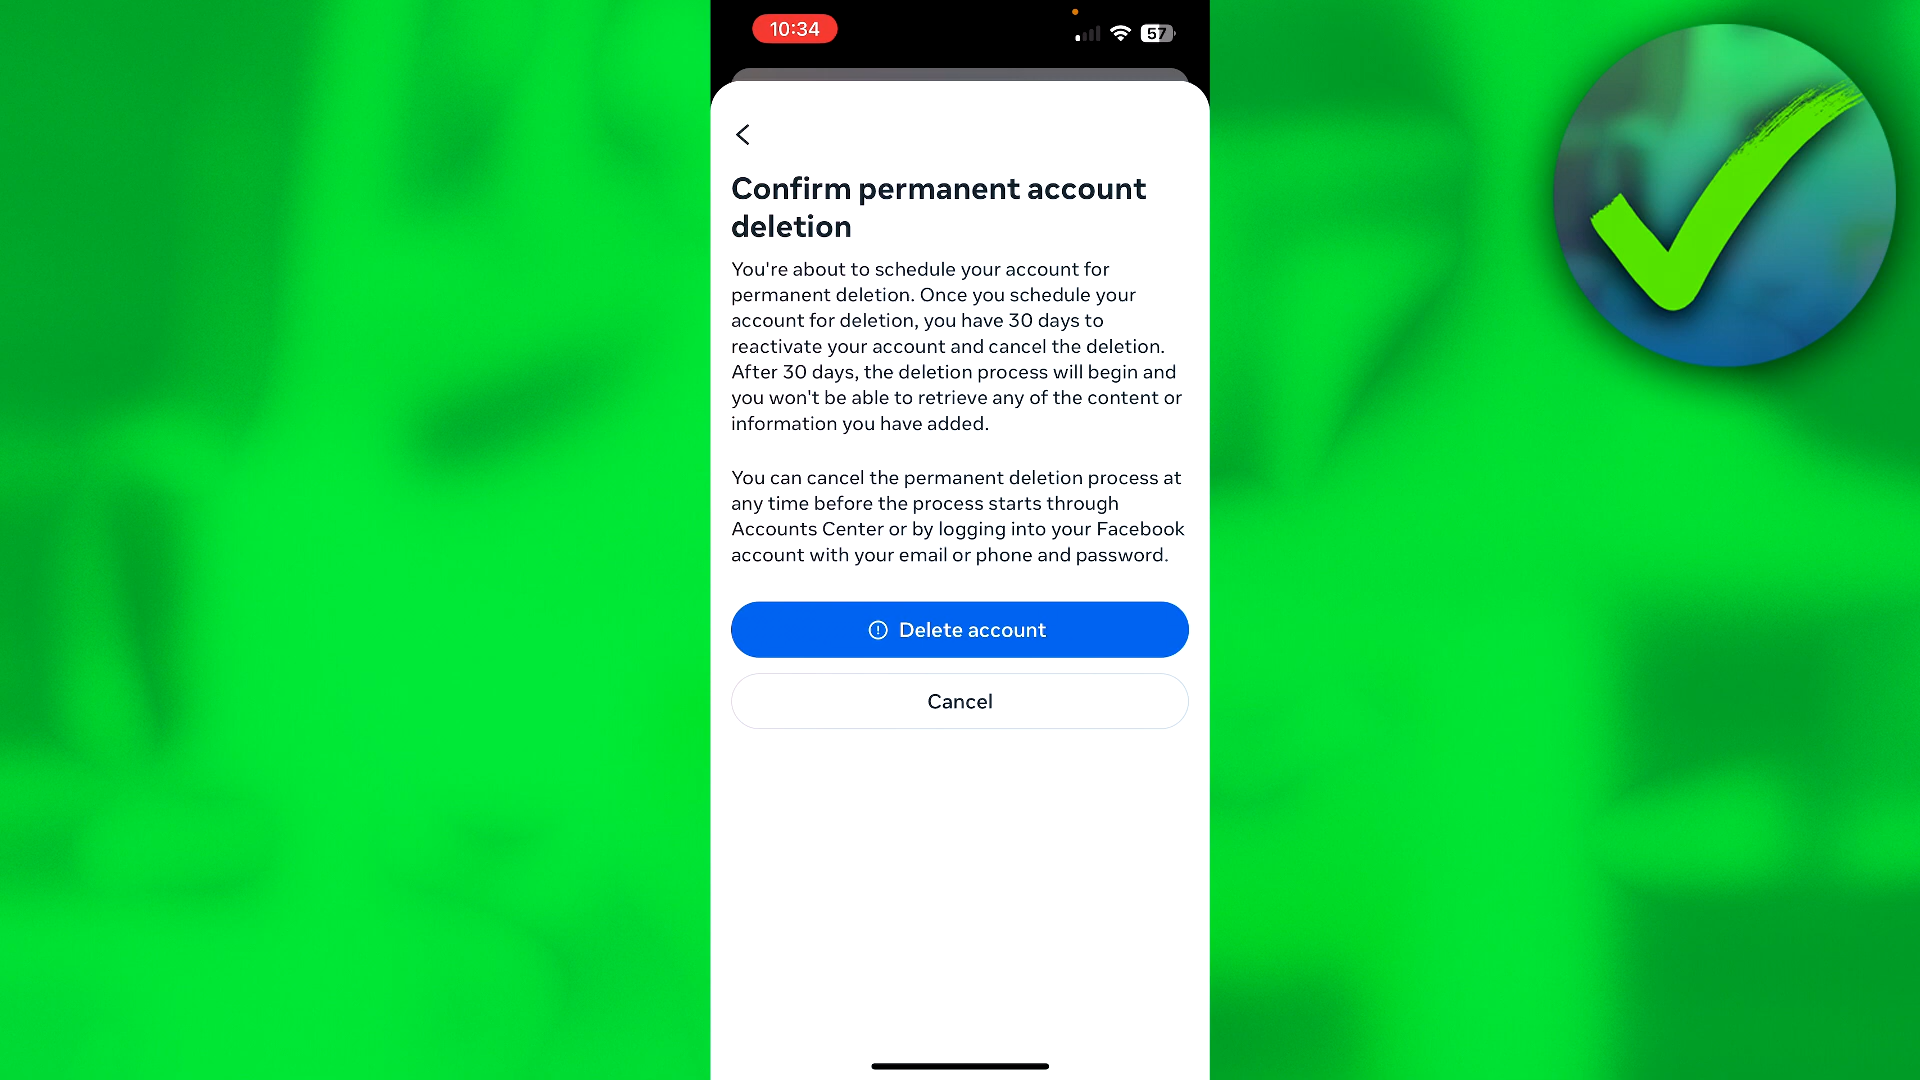 10:34
57
Confirm permanent account
deletion
You're about to schedule your account for
permanent deletion. Once you schedule your
account for deletion, you have 30 days to
reactivate your account and cancel the deletion.
After 30 days, the deletion process will begin and
you won't be able to retrieve any of the content or
information you have added.
You can cancel the permanent deletion process at
any time before the process starts through
Accounts Center or by logging into your Facebook
account with your email or phone and password.
Delete account
Cancel